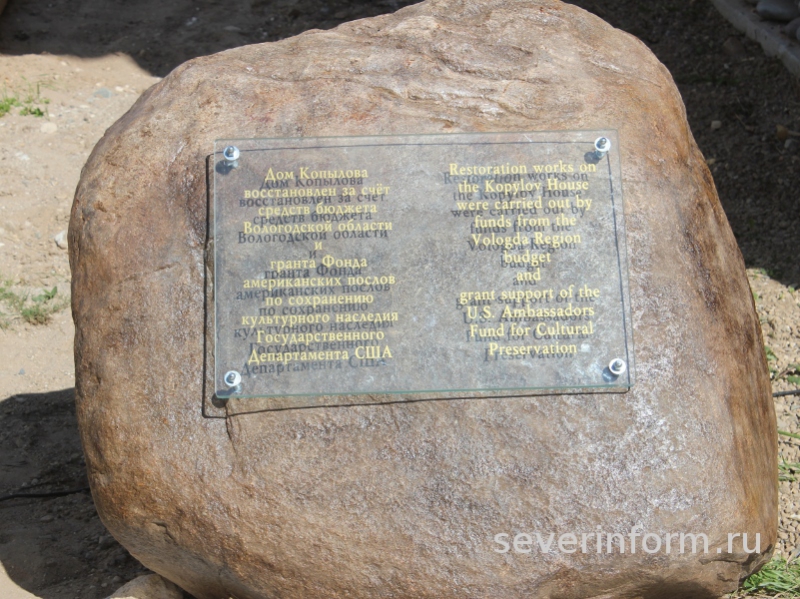 Дом Копылова
восстановлен за счёт
средств бюджета
Вологодской области
и
гранта Фонда
американских послов
по сохранению
культурного наследия
Государственного
Департамента США
Restoration works on
the Kopylov House
were carried out by
funds from the
Vologda Region
budget
and
grant support of the
U.S. Ambassadors
Fund for Cultural
Preservation
severinform.ru